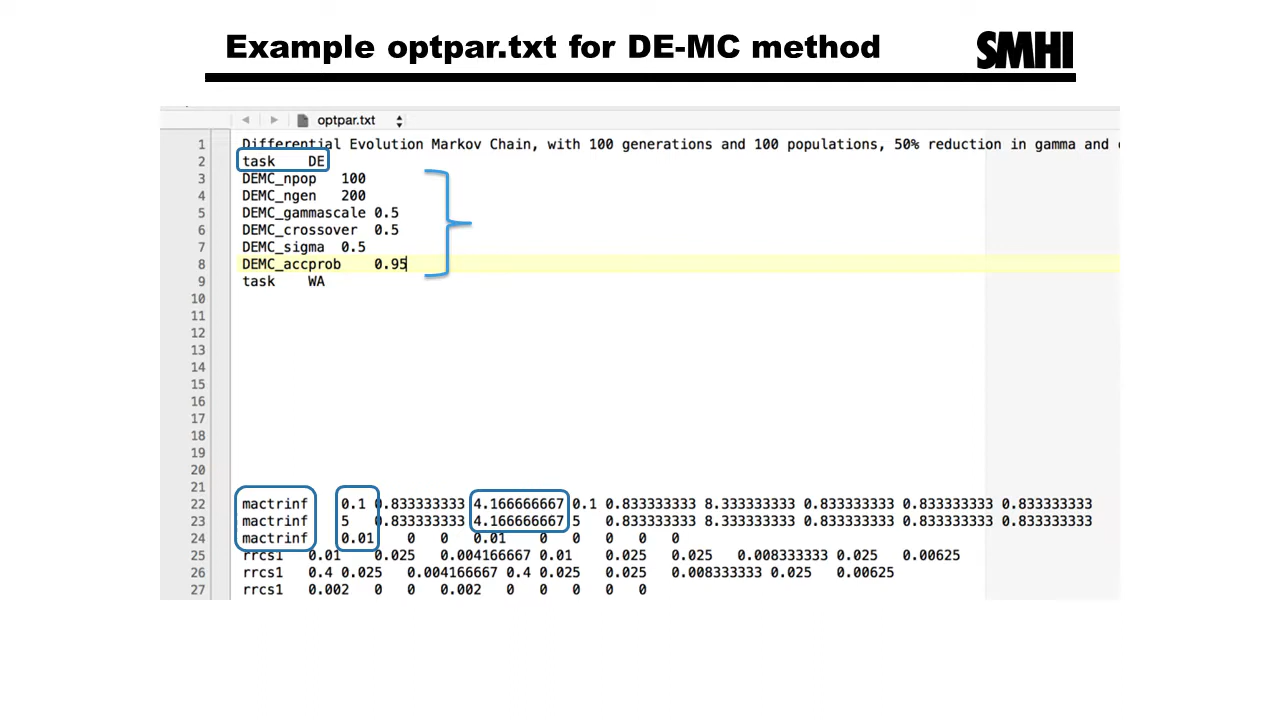 Example optpar.txt for DE-MC method
SMHI
optpar.txt
1 Differential Evolution Markov Chain, with 100 generations and 100 populations, 50% reduction in gamma and
2 task DE
3 DEMC_npop 100
4 DEMC_ngen 200
5 DEMC_gammascale 0.5
6 DEMC_crossover 0.5
7 DEMC_sigma 0.5
8 DEMC_accprob 0.95
9 task WA
10
11
12
13
14
15
16
17
18
19
20
21
22 mactrinf 0.1 0.833333333 4.166666667 0.1 0.833333333 8.333333333 0.833333333 0.833333333 0.833333333
23 mactrinf 5 0.833333333 4.166666667 5 0.833333333 8.333333333 0.833333333 0.833333333 0.833333333
24 mactrinf 0.01 0 0 0.01 0 0 0 0 0
25 rrcs1 0.01 0.025 0.004166667 0.01 0.025 0.025 0.008333333 0.025 0.00625
26 rrcs1 0.4 0.025 0.004166667 0.4 0.025 0.025 0.008333333 0.025 0.00625
27 rrcs1 0.002 0 0 0.002 0 0 0 0 0